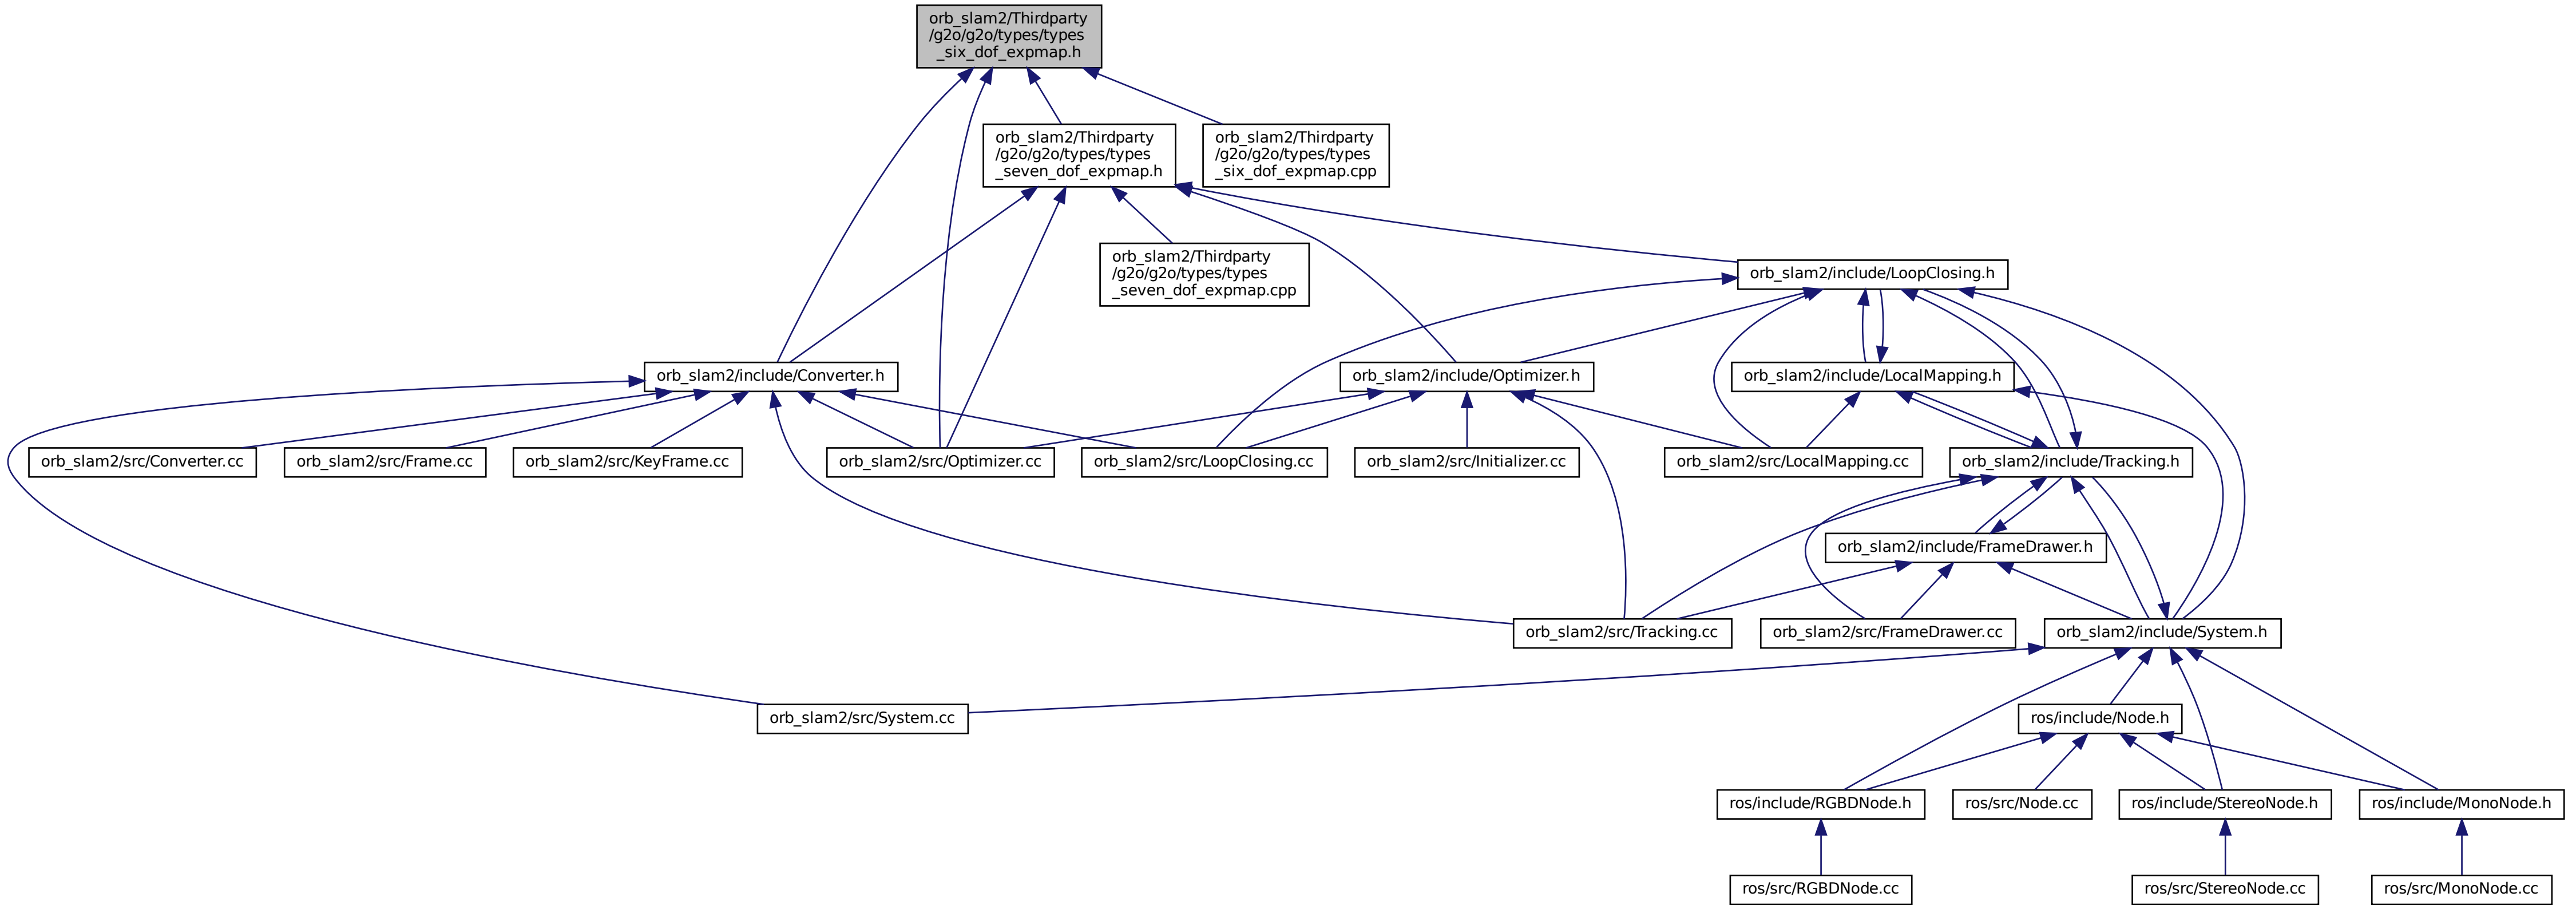 orb_slam2/Thirdparty
/g2o/g2o/types/types
_six_dof_expmap.h
orb_slam2/Thirdparty
/g2o/g2o/types/types
_seven_dof_expmap.h
orb_slam2/Thirdparty
/g2o/g2o/types/types
_six_dof_expmap.cpp
orb_slam2/Thirdparty
/g2o/g2o/types/types
_seven_dof_expmap.cpp
orb_slam2/include/LoopClosing.h
orb_slam2/include/Converter.h
orb_slam2/include/Optimizer.h
orb_slam2/include/LocalMapping.h
orb_slam2/src/Converter.cc
orb_slam2/src/Frame.cc
orb_slam2/src/KeyFrame.cc
orb_slam2/src/Optimizer.cc
orb_slam2/src/LoopClosing.cc
orb_slam2/src/Initializer.cc
orb_slam2/src/LocalMapping.cc
orb_slam2/include/Tracking.h
orb_slam2/include/FrameDrawer.h
orb_slam2/src/Tracking.cc
orb_slam2/src/FrameDrawer.cc
orb_slam2/include/System.h
orb_slam2/src/System.cc
ros/include/Node.h
ros/include/RGBDNode.h
ros/src/Node.cc
ros/include/StereoNode.h
ros/include/MonoNode.h
ros/src/RGBDNode.cc
ros/src/StereoNode.cc
ros/src/MonoNode.cc